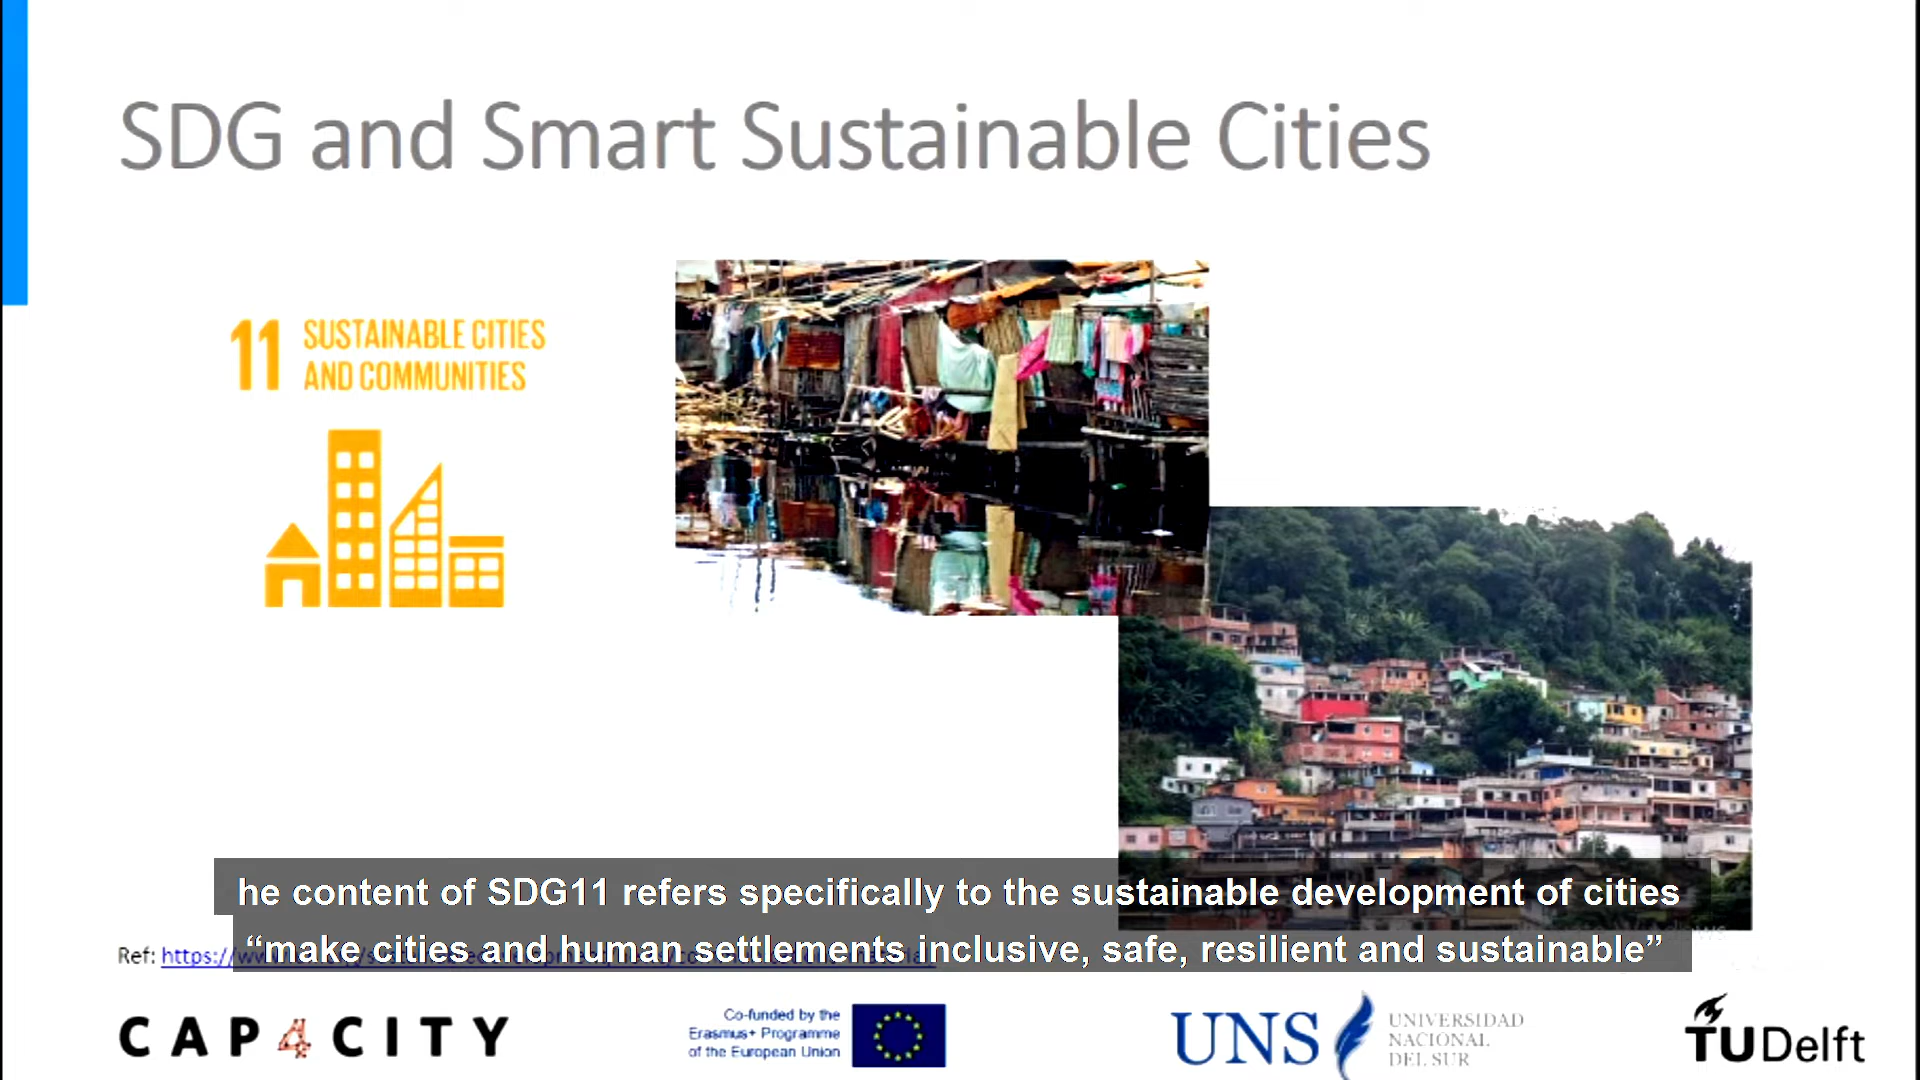 SDG and Smart Sustainable Cities
11 SUSTAINABLE CITIES
AND COMMUNITIES
he content of SDG11 refers specifically to the sustainable development of cities
“make cities and human settlements inclusive, safe, resilient and sustainable”
Ref: https://
CAP4CITY
Co-funded by the
Erasmus+ Programme
of the European Union
UNS
UNIVERSIDAD
NACIONAL
DEL SUR
TUDelft